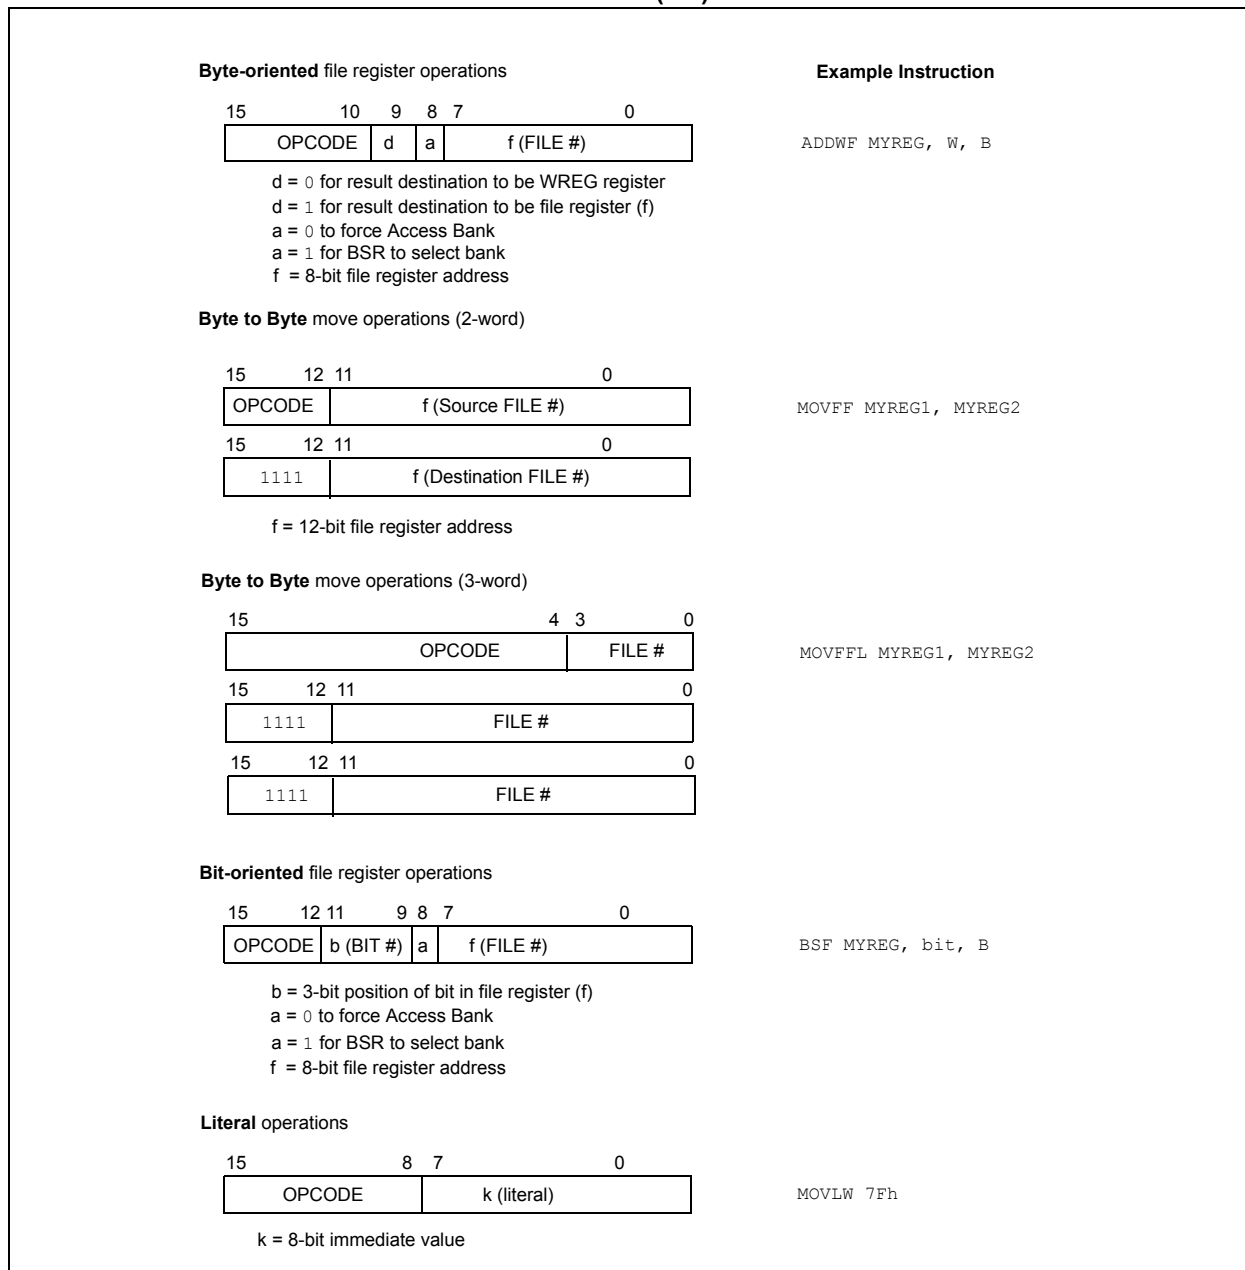 Byte-oriented file register operations Example Instruction
15 10 9 8 7 0
OPCODE d a f (FILE #) ADDWF MYREG, W, B
d = 0 for result destination to be WREG register
d = 1 for result destination to be file register (f)
a = 0 to force Access Bank
a = 1 for BSR to select bank
f = 8-bit file register address
Byte to Byte move operations (2-word)
15 12 11 0
OPCODE f (Source FILE #) MOVFF MYREG1, MYREG2
15 12 11 0
1111 f (Destination FILE #)
f = 12-bit file register address
Byte to Byte move operations (3-word)
15 4 3 0
OPCODE FILE # MOVFFL MYREG1, MYREG2
15 12 11 0
1111 FILE #
15 12 11 0
1111 FILE #
Bit-oriented file register operations
15 12 11 9 8 7 0
OPCODE b (BIT #) a f (FILE #) BSF MYREG, bit, B
b = 3-bit position of bit in file register (f)
a = 0 to force Access Bank
a = 1 for BSR to select bank
f = 8-bit file register address
Literal operations
15 8 7 0
OPCODE k (literal) MOVLW 7Fh
k = 8-bit immediate value